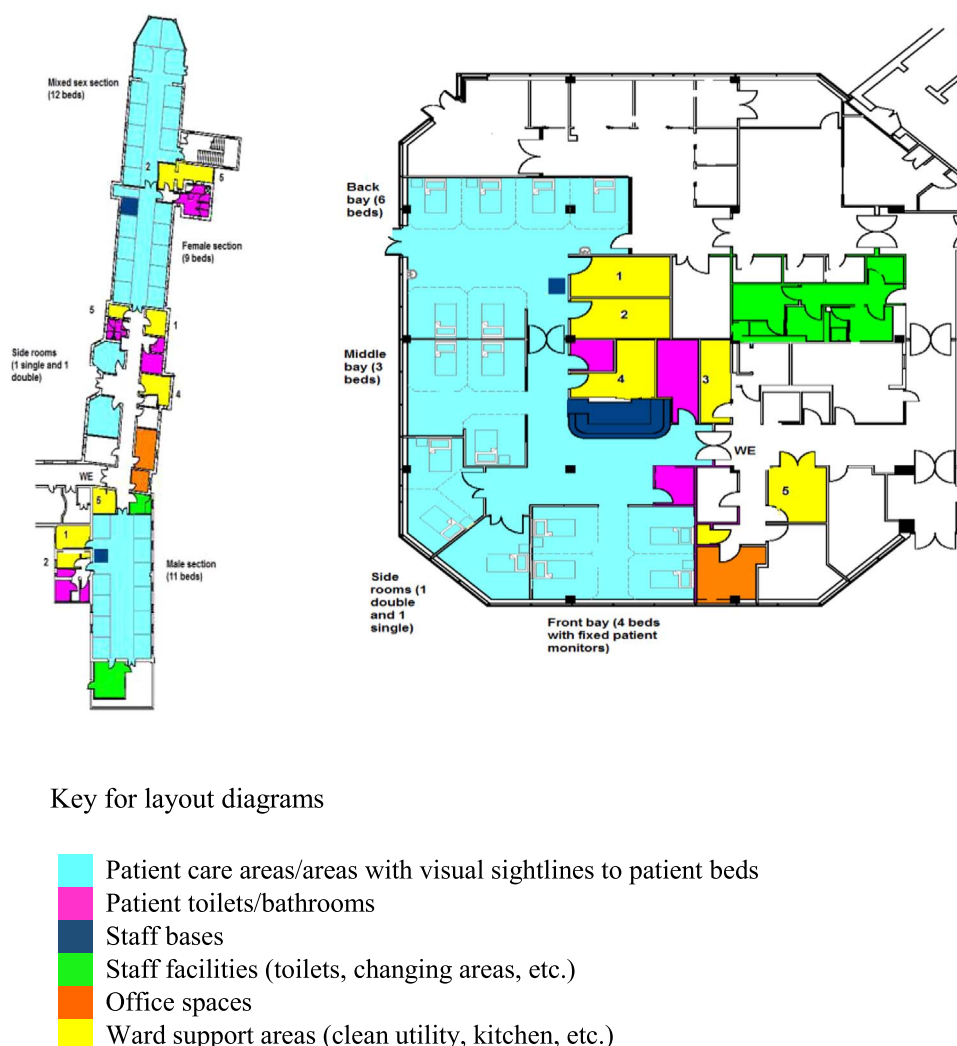 Mixed sex section
(12 beds)
2
5
Female section
(9 beds)
5
1
Side rooms
(1 single and 1
double)
4
WE
5
1
2
Male section
(11 beds)
Back
bay (6
beds)
1
2
Middle
bay (3
beds)
4
3
WE
5
Side
rooms (1
double
and 1
single)
Front bay (4 beds
with fixed patient
monitors)
Key for layout diagrams
Patient care areas/areas with visual sightlines to patient beds
Patient toilets/bathrooms
Staff bases
Staff facilities (toilets, changing areas, etc.)
Office spaces
Ward support areas (clean utility, kitchen, etc.)